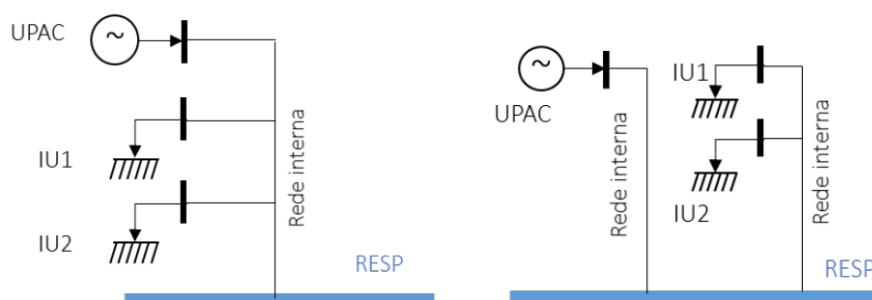 UPAC
~
IU1
IU2
Rede interna
RESP
~
UPAC
Rede interna
IU1
IU2
Rede interna
RESP